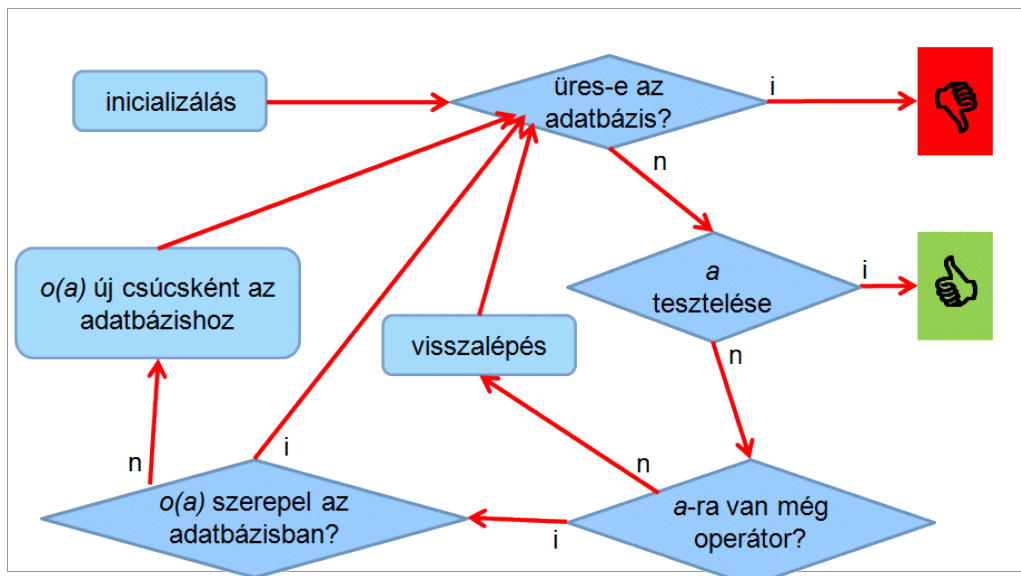 inicializálás
üres-e az
adatbázis?
i
n
o(a) új csúcsként az
adatbázishoz
a
tesztelése
i
visszalépés
n
n
i
n
o(a) szerepel az
adatbázisban?
i
a-ra van még
operátor?